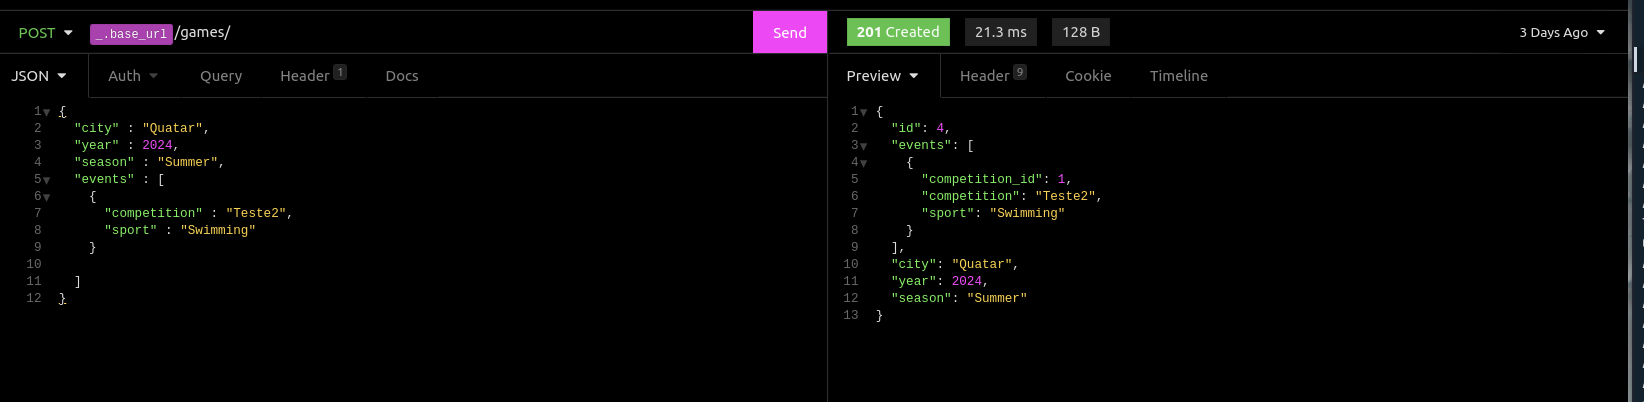 POST _.base_url /games/ Send 201 Created 21.3 ms 128 B 3 Days Ago
JSON Auth Query Header 1 Docs Preview Header 9 Cookie Timeline
1 {
2 "city" : "Quatar",
3 "year" : 2024,
4 "season" : "Summer",
5 "events" : [
6 {
7 "competition" : "Teste2",
8 "sport" : "Swimming"
9 }
10
11 ]
12 }
1 {
2 "id": 4,
3 "events": [
4 {
5 "competition_id": 1,
6 "competition": "Teste2",
7 "sport": "Swimming"
8 }
9 ],
10 "city": "Quatar",
11 "year": 2024,
12 "season": "Summer"
13 }